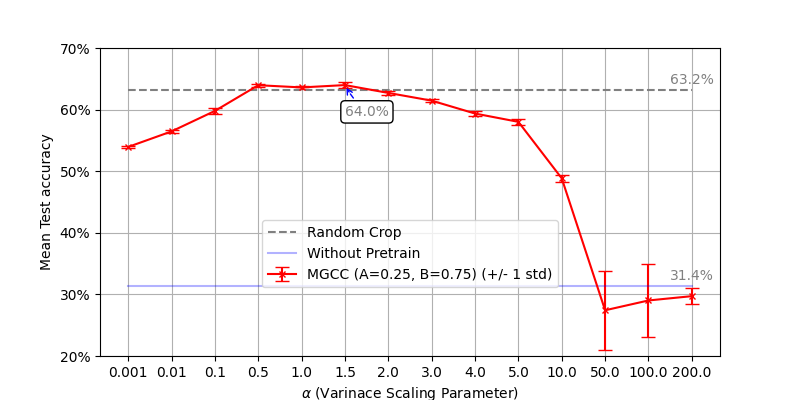 70%
60%
50%
40%
30%
20%
Mean Test accuracy
63.2%
64.0%
31.4%
Random Crop
Without Pretrain
MGCC (A=0.25, B=0.75) (+/- 1 std)
0.001 0.01 0.1 0.5 1.0 1.5 2.0 3.0 4.0 5.0 10.0 50.0 100.0 200.0
α (Varinace Scaling Parameter)